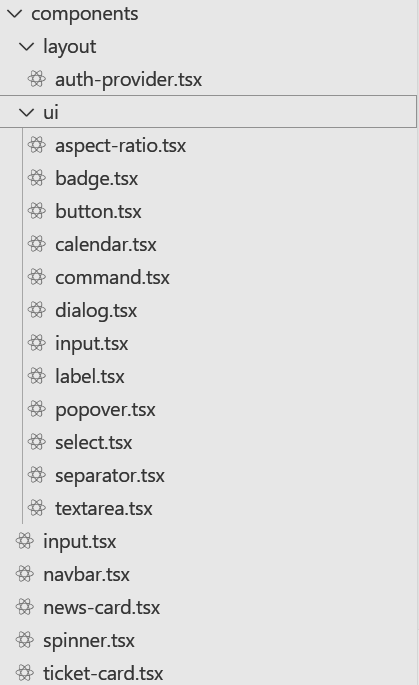 components
layout
auth-provider.tsx
ui
aspect-ratio.tsx
badge.tsx
button.tsx
calendar.tsx
command.tsx
dialog.tsx
input.tsx
label.tsx
popover.tsx
select.tsx
separator.tsx
textarea.tsx
input.tsx
navbar.tsx
news-card.tsx
spinner.tsx
ticket-card.tsx